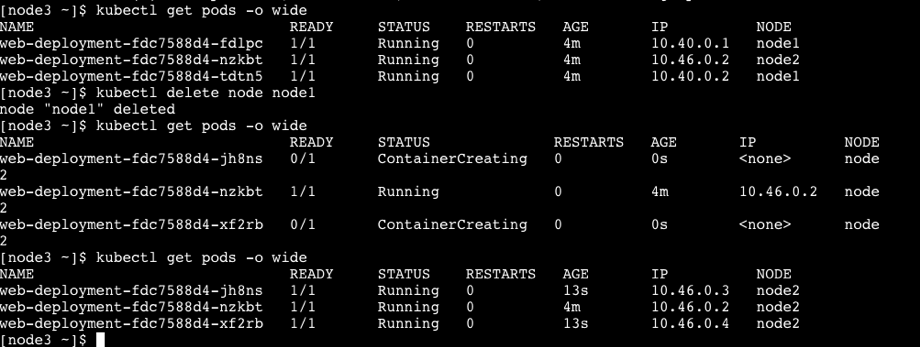 [node3 ~]$ kubectl get pods -o wide
NAME READY STATUS RESTARTS AGE IP NODE
web-deployment-fdc7588d4-fdlpc 1/1 Running 0 4m 10.40.0.1 node1
web-deployment-fdc7588d4-nzkbt 1/1 Running 0 4m 10.46.0.2 node2
web-deployment-fdc7588d4-tdtn5 1/1 Running 0 4m 10.40.0.2 node1
[node3 ~]$ kubectl delete node node1
node "node1" deleted
[node3 ~]$ kubectl get pods -o wide
NAME READY STATUS RESTARTS AGE IP NODE
web-deployment-fdc7588d4-jh8ns 0/1 ContainerCreating 0 0s <none> node
2
web-deployment-fdc7588d4-nzkbt 1/1 Running 0 4m 10.46.0.2 node
2
web-deployment-fdc7588d4-xf2rb 0/1 ContainerCreating 0 0s <none> node
2
[node3 ~]$ kubectl get pods -o wide
NAME READY STATUS RESTARTS AGE IP NODE
web-deployment-fdc7588d4-jh8ns 1/1 Running 0 13s 10.46.0.3 node2
web-deployment-fdc7588d4-nzkbt 1/1 Running 0 4m 10.46.0.2 node2
web-deployment-fdc7588d4-xf2rb 1/1 Running 0 13s 10.46.0.4 node2
[node3 ~]$